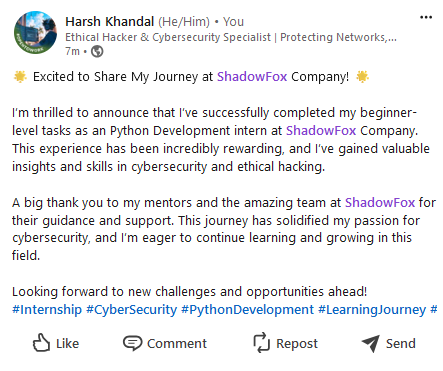 Harsh Khandal (He/Him) • You
Ethical Hacker & Cybersecurity Specialist | Protecting Networks,...
7m •
Excited to Share My Journey at ShadowFox Company!
I'm thrilled to announce that I've successfully completed my beginner-
level tasks as an Python Development intern at ShadowFox Company.
This experience has been incredibly rewarding, and I've gained valuable
insights and skills in cybersecurity and ethical hacking.
A big thank you to my mentors and the amazing team at ShadowFox for
their guidance and support. This journey has solidified my passion for
cybersecurity, and I'm eager to continue learning and growing in this
field.
Looking forward to new challenges and opportunities ahead!
#Internship #CyberSecurity #PythonDevelopment #LearningJourney #
Like Comment Repost Send